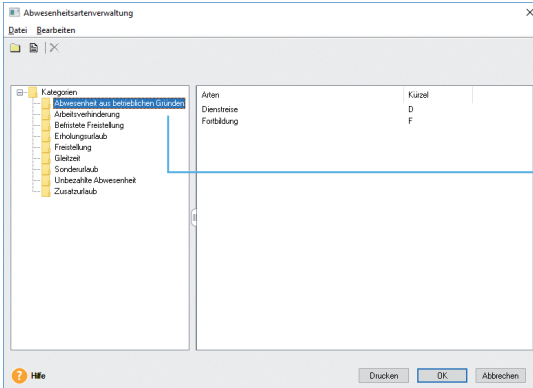 Abwesenheitsartenverwaltung
Datei Bearbeiten
Kategorien
Abwesenheit aus betrieblichen Gründen
Arbeitsverhinderung
Befristete Freistellung
Erholungsurlaub
Freistellung
Gleitzeit
Sonderurlaub
Unbezahlte Abwesenheit
Zusatzurlaub
Arten Kürzel
Dienstreise D
Fortbildung F
? Hilfe Drucken OK Abbrechen